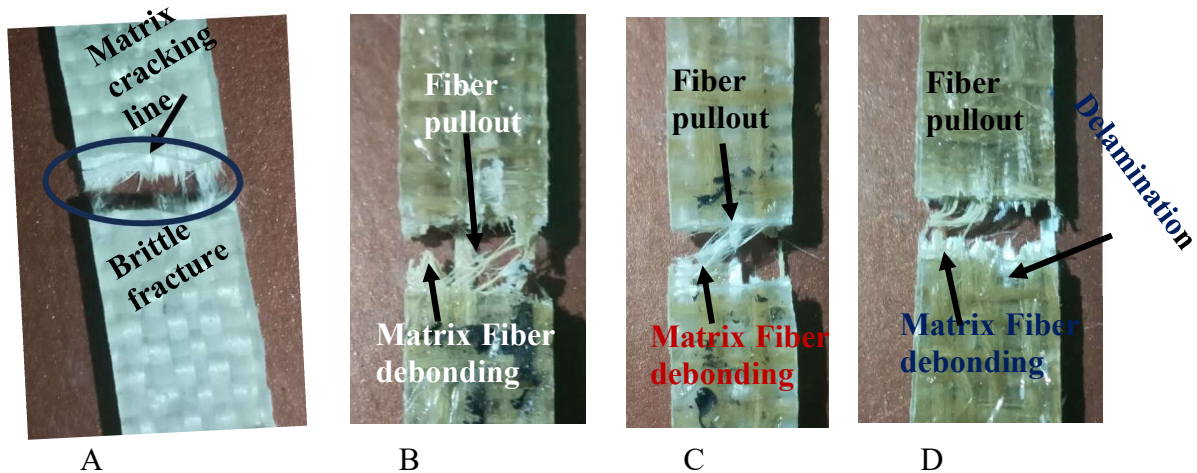 Matrix
cracking
line
Brittle
fracture
Fiber
pullout
Matrix Fiber
debonding
Fiber
pullout
Matrix Fiber
debonding
Fiber
pullout
Delamination
Matrix Fiber
debonding
A
B
C
D